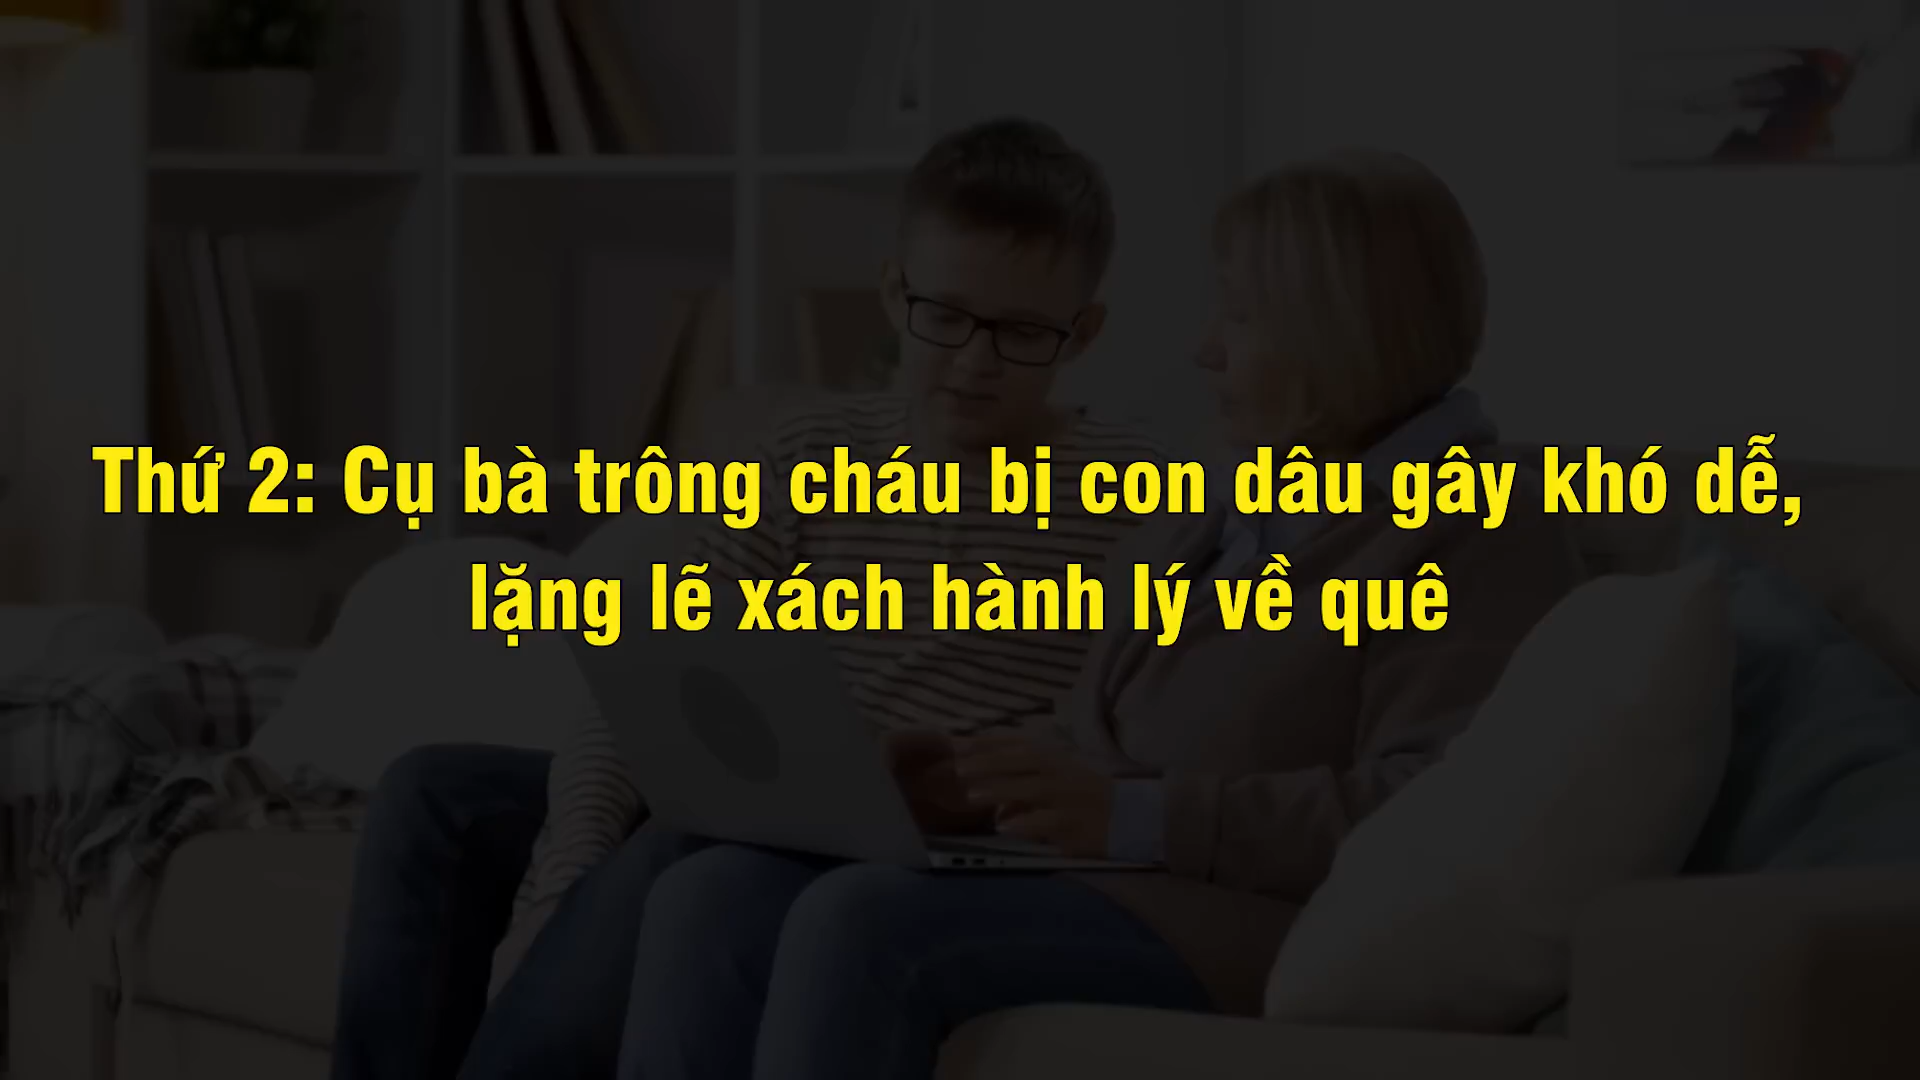 Thứ 2: Cụ bà trông cháu bị con dâu gây khó dễ,
lặng lẽ xách hành lý về quê